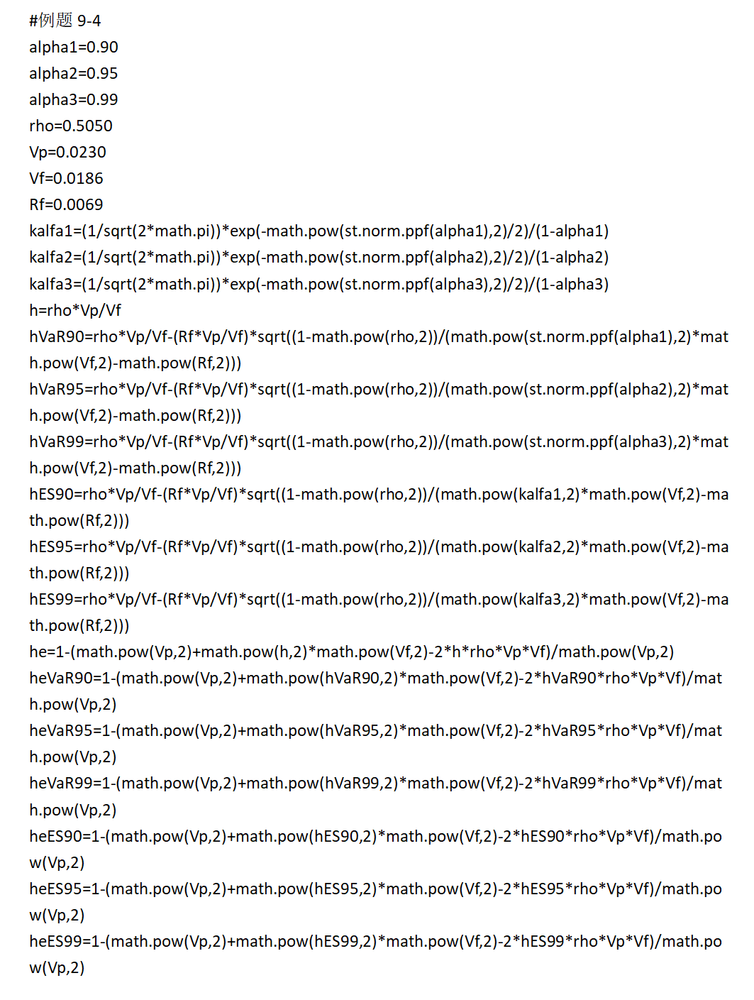 #例题 9-4
alpha1=0.90
alpha2=0.95
alpha3=0.99
rho=0.5050
Vp=0.0230
Vf=0.0186
Rf=0.0069
kalfa1=(1/sqrt(2*math.pi))*exp(-math.pow(st.norm.ppf(alpha1),2)/2)/(1-alpha1)
kalfa2=(1/sqrt(2*math.pi))*exp(-math.pow(st.norm.ppf(alpha2),2)/2)/(1-alpha2)
kalfa3=(1/sqrt(2*math.pi))*exp(-math.pow(st.norm.ppf(alpha3),2)/2)/(1-alpha3)
h=rho*Vp/Vf
hVaR90=rho*Vp/Vf-(Rf*Vp/Vf)*sqrt((1-math.pow(rho,2))/(math.pow(st.norm.ppf(alpha1),2)*mat
h.pow(Vf,2)-math.pow(Rf,2)))
hVaR95=rho*Vp/Vf-(Rf*Vp/Vf)*sqrt((1-math.pow(rho,2))/(math.pow(st.norm.ppf(alpha2),2)*mat
h.pow(Vf,2)-math.pow(Rf,2)))
hVaR99=rho*Vp/Vf-(Rf*Vp/Vf)*sqrt((1-math.pow(rho,2))/(math.pow(st.norm.ppf(alpha3),2)*mat
h.pow(Vf,2)-math.pow(Rf,2)))
hES90=rho*Vp/Vf-(Rf*Vp/Vf)*sqrt((1-math.pow(rho,2))/(math.pow(kalfa1,2)*math.pow(Vf,2)-ma
th.pow(Rf,2)))
hES95=rho*Vp/Vf-(Rf*Vp/Vf)*sqrt((1-math.pow(rho,2))/(math.pow(kalfa2,2)*math.pow(Vf,2)-ma
th.pow(Rf,2)))
hES99=rho*Vp/Vf-(Rf*Vp/Vf)*sqrt((1-math.pow(rho,2))/(math.pow(kalfa3,2)*math.pow(Vf,2)-ma
th.pow(Rf,2)))
he=1-(math.pow(Vp,2)+math.pow(h,2)*math.pow(Vf,2)-2*h*rho*Vp*Vf)/math.pow(Vp,2)
heVaR90=1-(math.pow(Vp,2)+math.pow(hVaR90,2)*math.pow(Vf,2)-2*hVaR90*rho*Vp*Vf)/mat
h.pow(Vp,2)
heVaR95=1-(math.pow(Vp,2)+math.pow(hVaR95,2)*math.pow(Vf,2)-2*hVaR95*rho*Vp*Vf)/mat
h.pow(Vp,2)
heVaR99=1-(math.pow(Vp,2)+math.pow(hVaR99,2)*math.pow(Vf,2)-2*hVaR99*rho*Vp*Vf)/mat
h.pow(Vp,2)
heES90=1-(math.pow(Vp,2)+math.pow(hES90,2)*math.pow(Vf,2)-2*hES90*rho*Vp*Vf)/math.po
w(Vp,2)
heES95=1-(math.pow(Vp,2)+math.pow(hES95,2)*math.pow(Vf,2)-2*hES95*rho*Vp*Vf)/math.po
w(Vp,2)
heES99=1-(math.pow(Vp,2)+math.pow(hES99,2)*math.pow(Vf,2)-2*hES99*rho*Vp*Vf)/math.po
w(Vp,2)